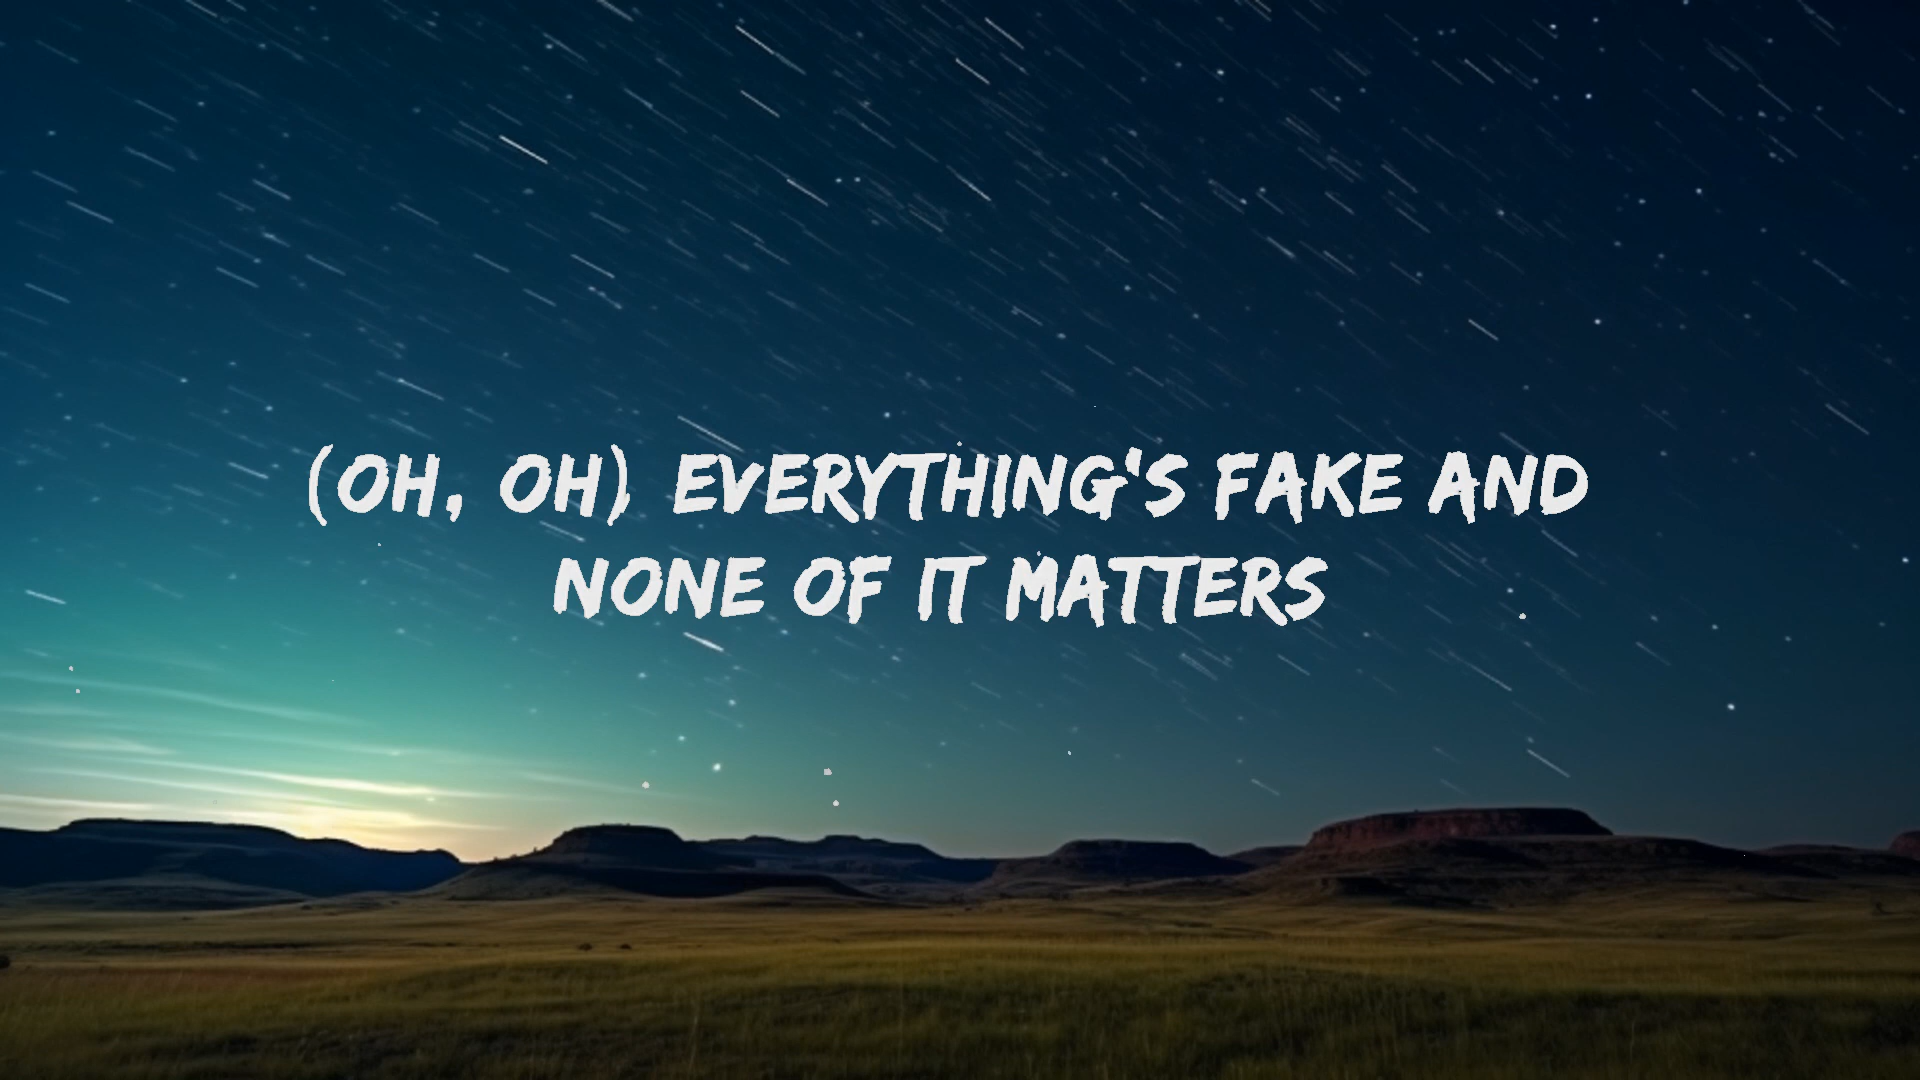 (OH, OH) EVERYTHING'S FAKE AND
NONE OF IT MATTERS